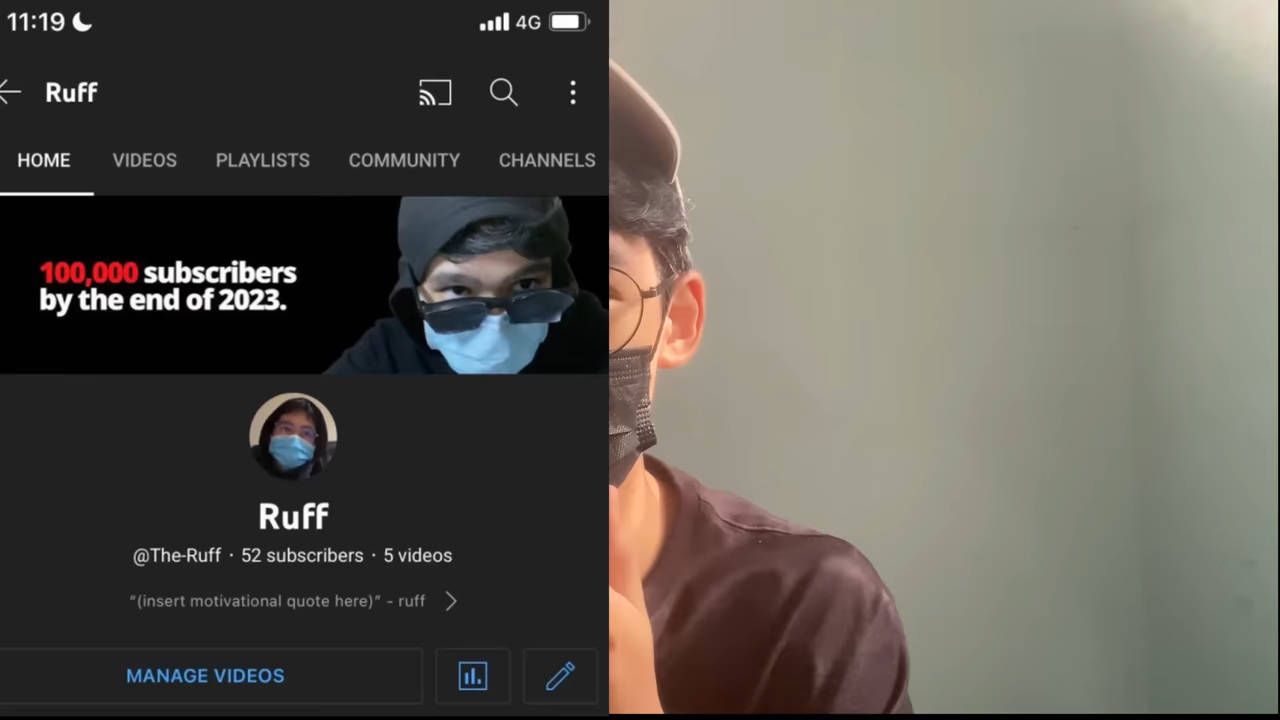 11:19
4G
Ruff
HOME VIDEOS PLAYLISTS COMMUNITY CHANNELS
100,000 subscribers
by the end of 2023.
Ruff
@The-Ruff · 52 subscribers · 5 videos
“(insert motivational quote here)” - ruff
MANAGE VIDEOS